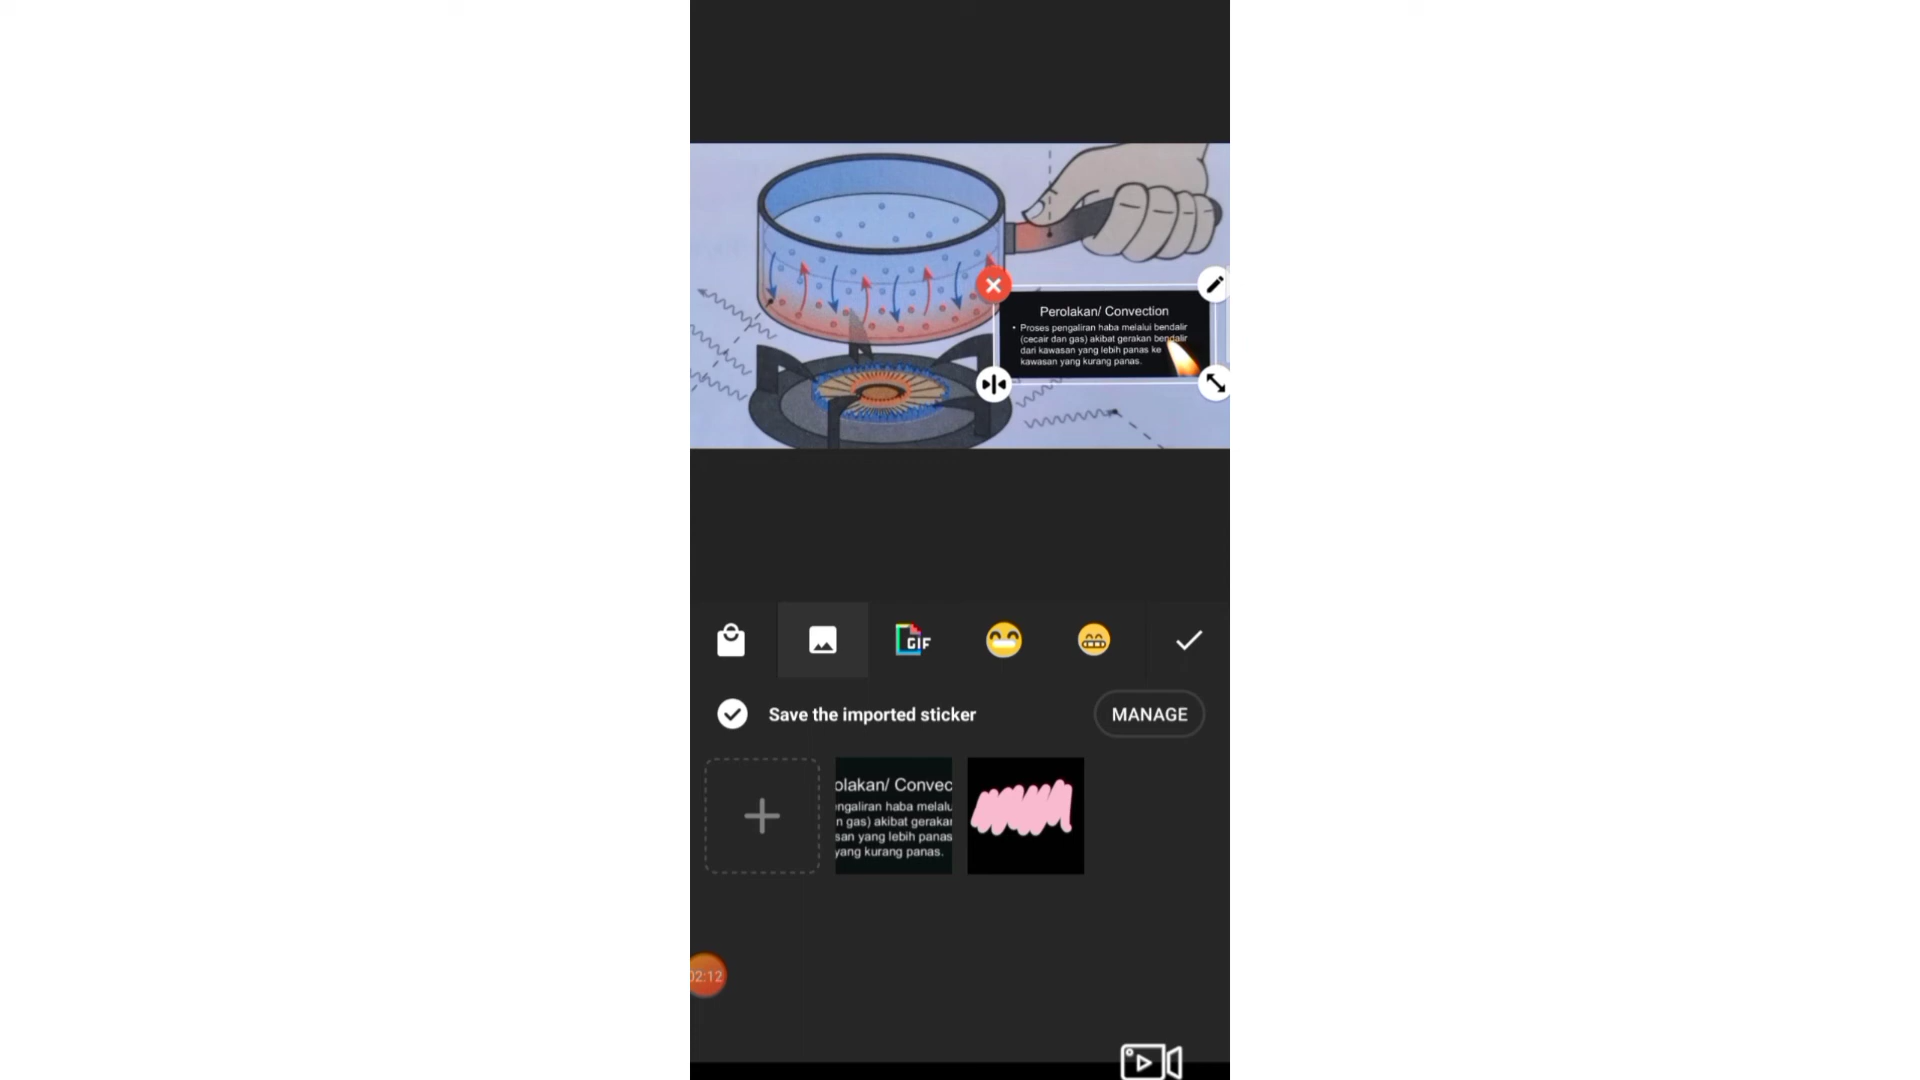 Perolakan/ Convection
• Proses pengaliran haba melalui bendalir
(cecair dan gas) akibat gerakan bendalir
dari kawasan yang lebih panas ke
kawasan yang kurang panas.
GIF
Save the imported sticker
MANAGE
olakan/ Convec
ngaliran haba melalu
n gas) akibat geraka
san yang lebih panas
yang kurang panas.
02:12